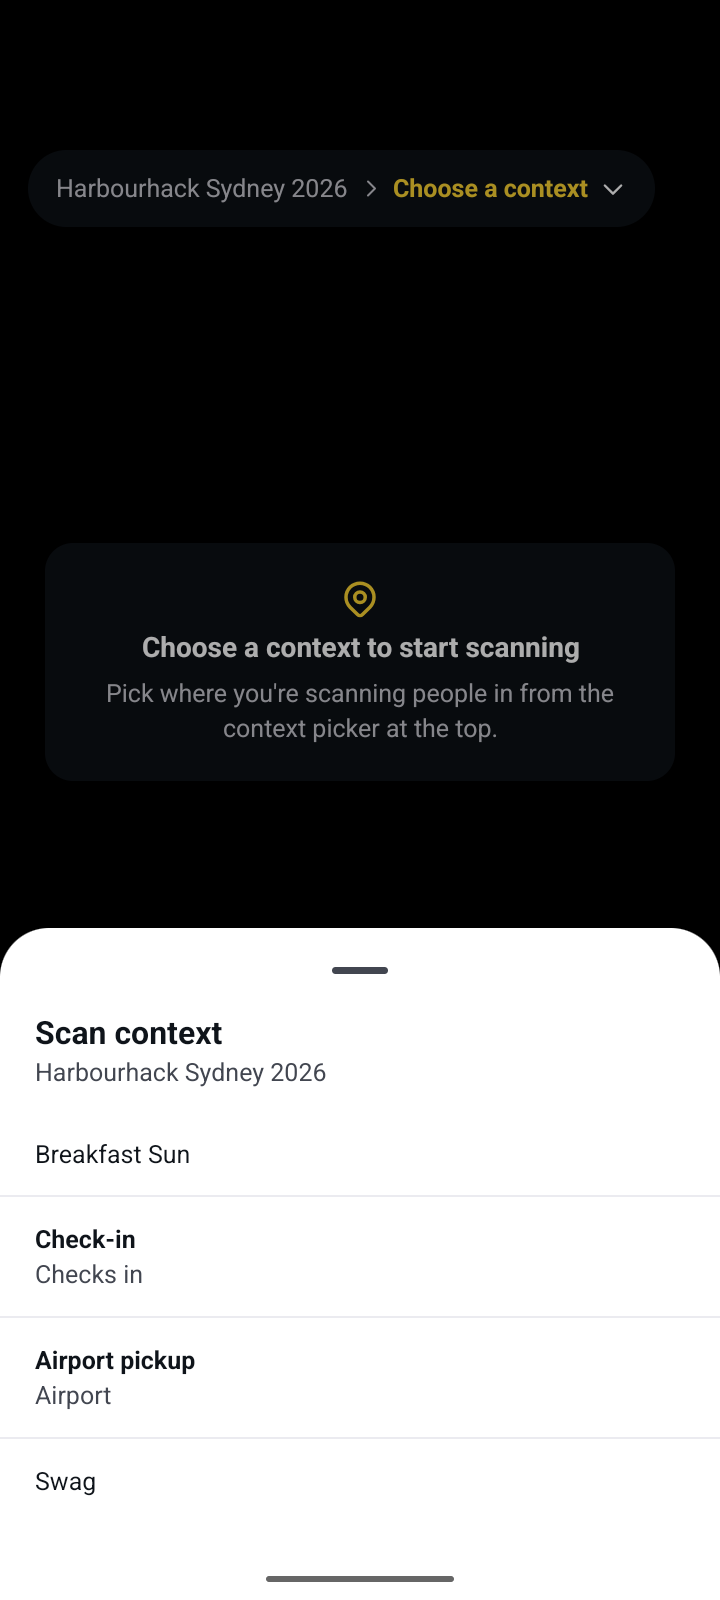 Harbourhack Sydney 2026 > Choose a context
Choose a context to start scanning
Pick where you're scanning people in from the
context picker at the top.
Scan context
Harbourhack Sydney 2026
Breakfast Sun
Check-in
Checks in
Airport pickup
Airport
Swag